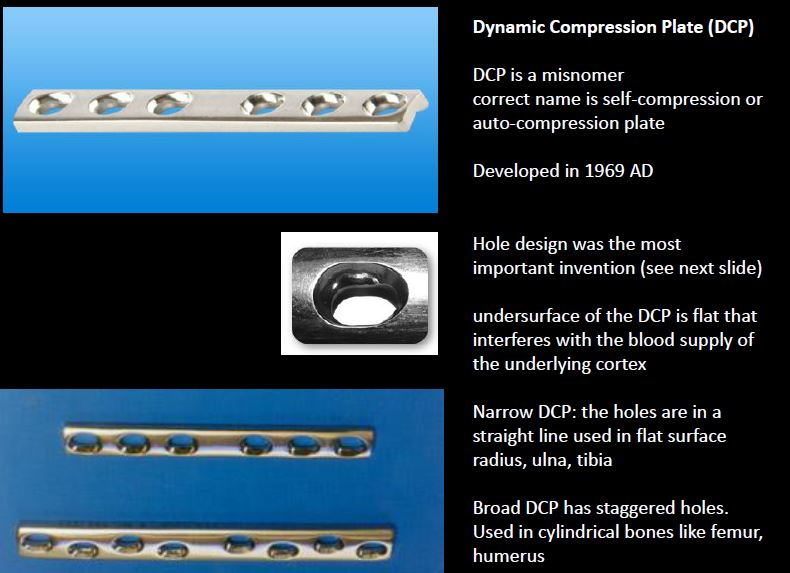 Dynamic Compression Plate (DCP)
DCP is a misnomer
correct name is self-compression or
auto-compression plate
Developed in 1969 AD
Hole design was the most
important invention (see next slide)
undersurface of the DCP is flat that
interferes with the blood supply of
the underlying cortex
Narrow DCP: the holes are in a
straight line used in flat surface
radius, ulna, tibia
Broad DCP has staggered holes.
Used in cylindrical bones like femur,
humerus